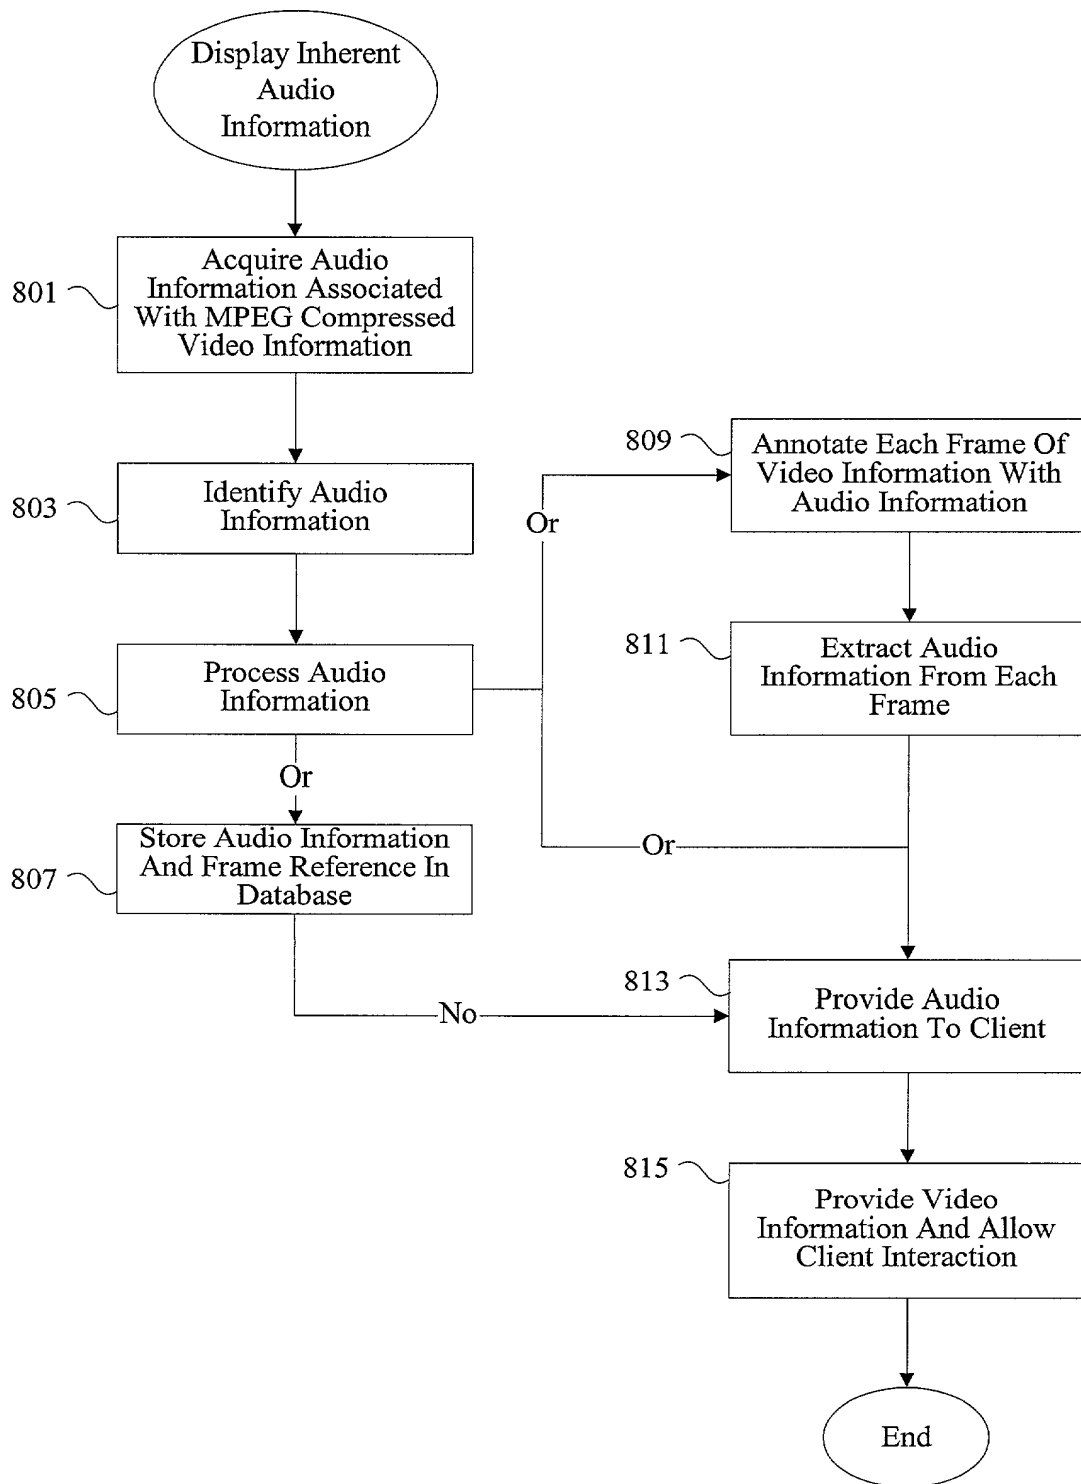 Display Inherent
Audio
Information
801
Acquire Audio
Information Associated
With MPEG Compressed
Video Information
803
Identify Audio
Information
805
Process Audio
Information
Or
807
Store Audio Information
And Frame Reference In
Database
Or
809
Annotate Each Frame Of
Video Information With
Audio Information
811
Extract Audio
Information From Each
Frame
Or
No
813
Provide Audio
Information To Client
815
Provide Video
Information And Allow
Client Interaction
End